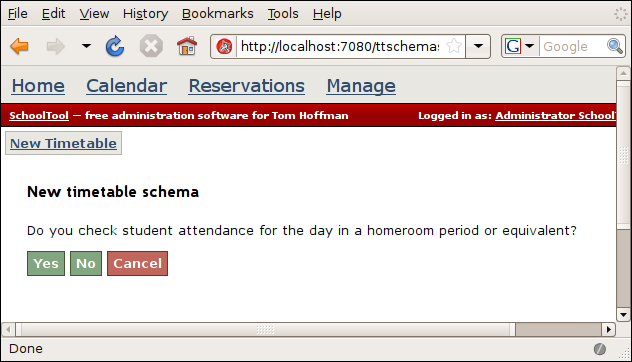 File Edit View History Bookmarks Tools Help
http://localhost:7080/ttschemas
G Google
Home Calendar Reservations Manage
SchoolTool — free administration software for Tom Hoffman Logged in as: Administrator School
New Timetable
New timetable schema
Do you check student attendance for the day in a homeroom period or equivalent?
Yes No Cancel
Done